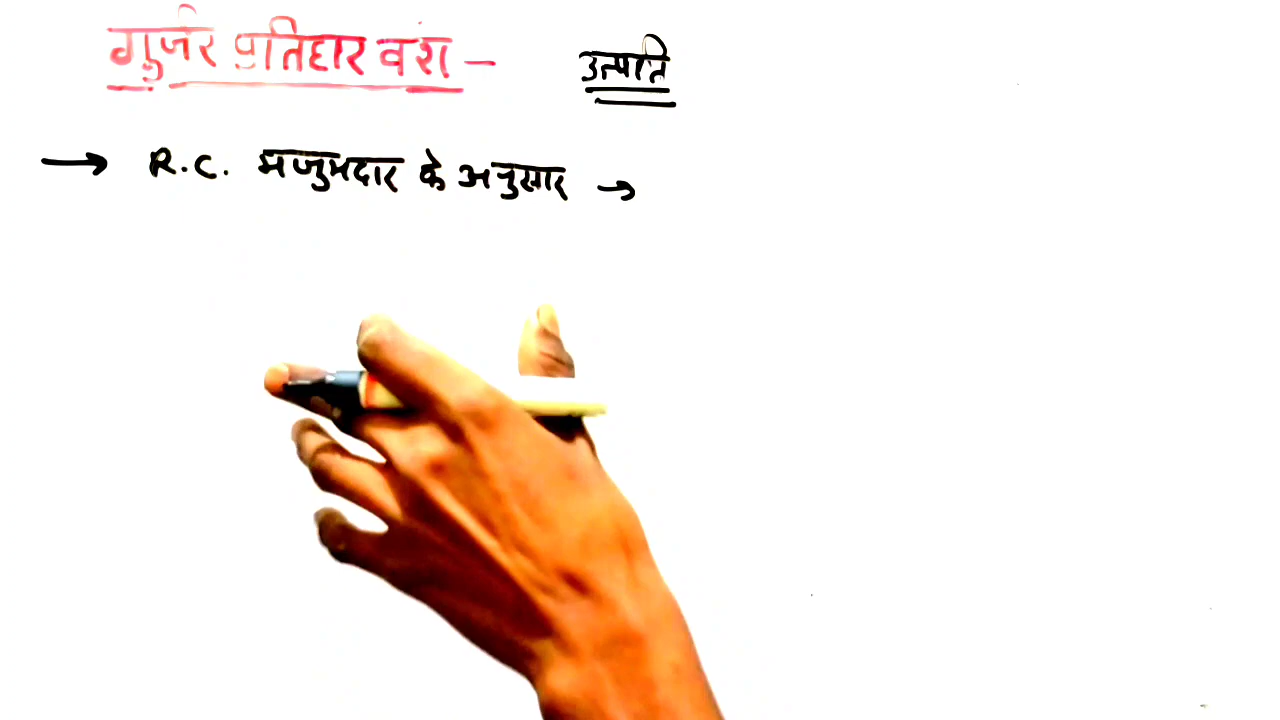 गुर्जर प्रतिहार वंश - उत्पति
→ R.C. मजुमदार के अनुसार →